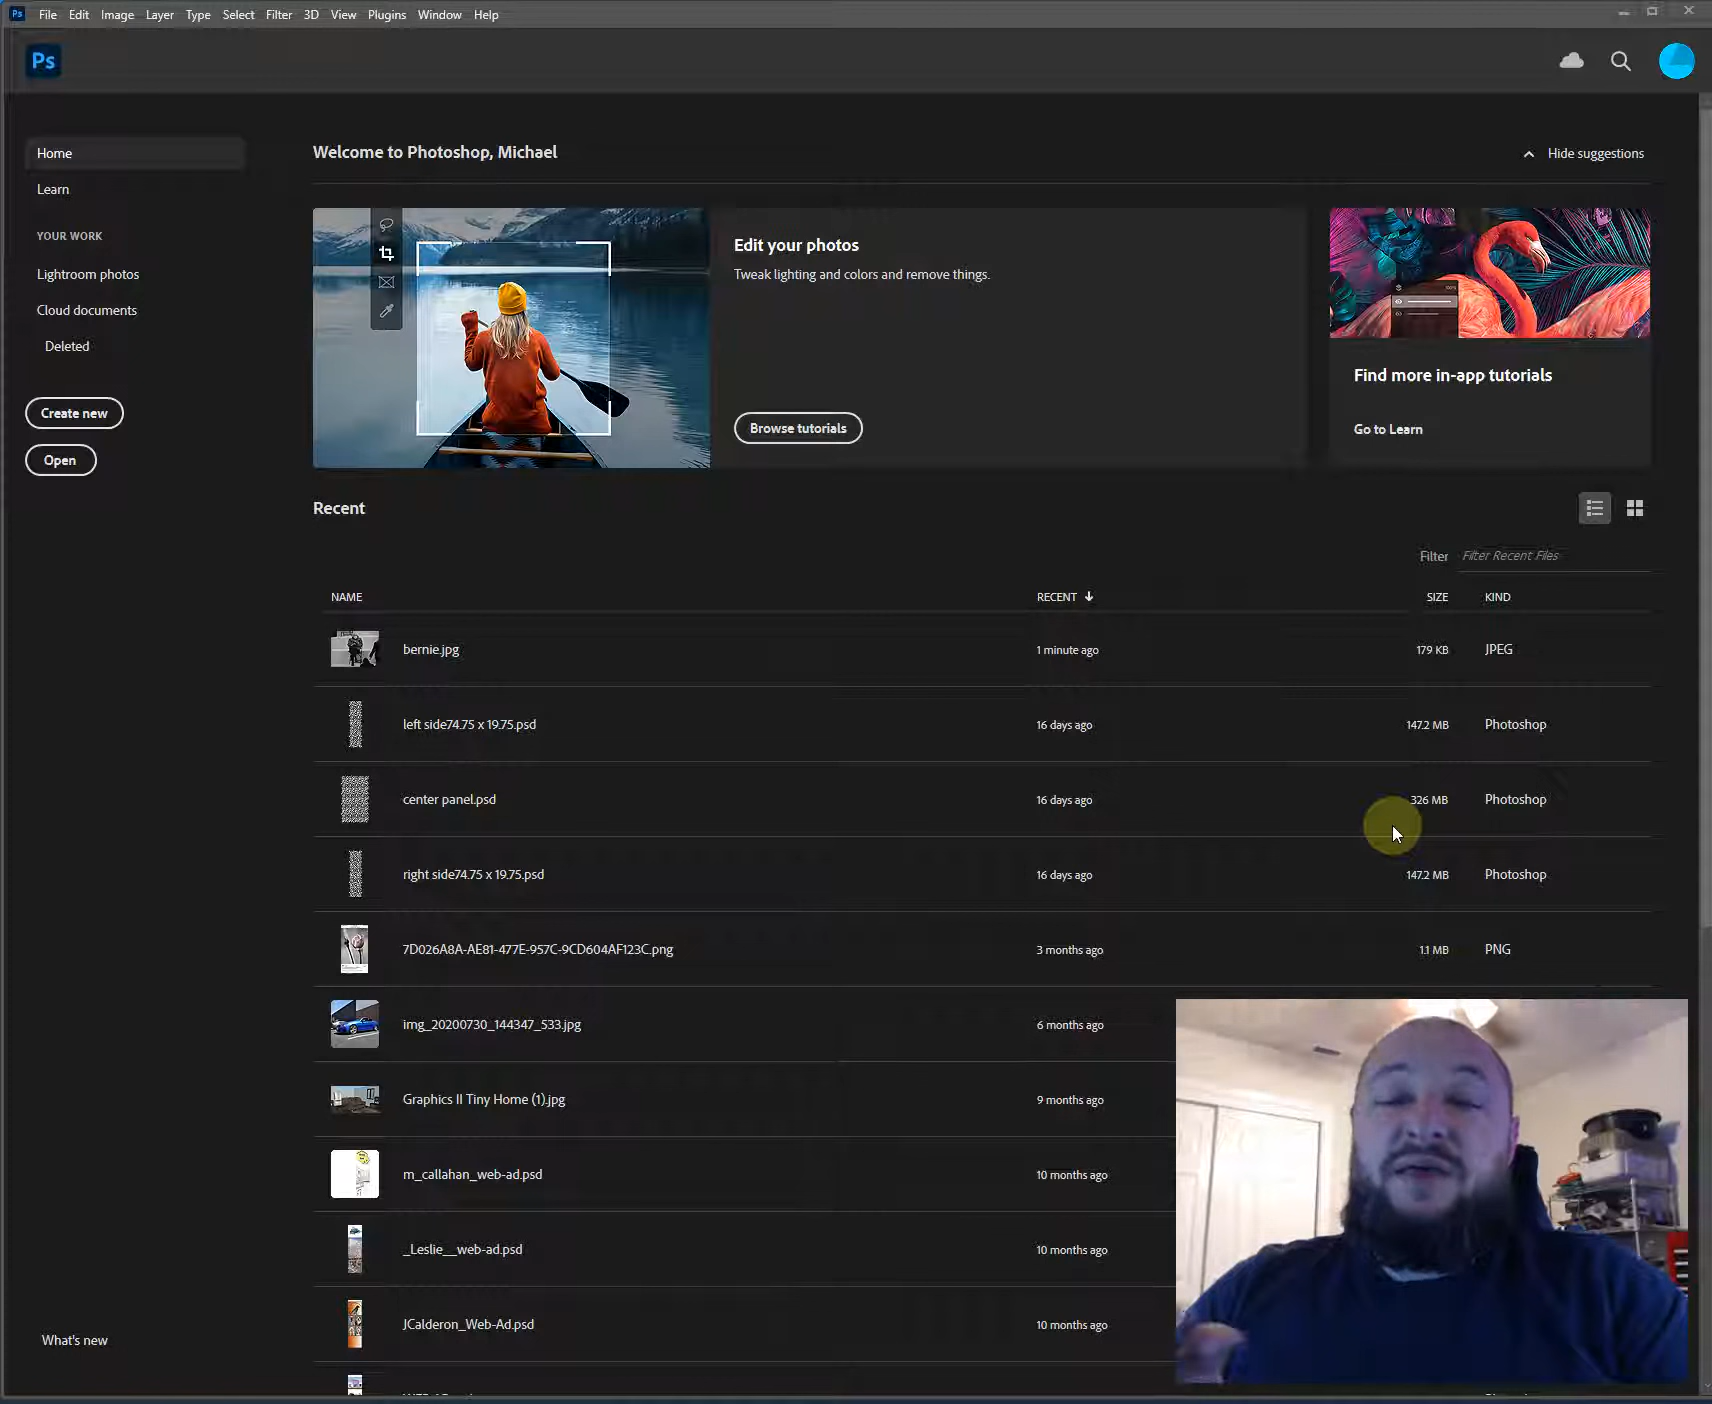 Ps File Edit Image Layer Type Select Filter 3D View Plugins Window Help
Ps
Home
Learn
YOUR WORK
Lightroom photos
Cloud documents
Deleted
Create new
Open
What's new
Welcome to Photoshop, Michael
Hide suggestions
Edit your photos
Tweak lighting and colors and remove things.
Browse tutorials
Find more in-app tutorials
Go to Learn
Recent
Filter Filter Recent Files
NAME RECENT SIZE KIND
bernie.jpg 1 minute ago 179 KB JPEG
left side74.75 x 19.75.psd 16 days ago 147.2 MB Photoshop
center panel.psd 16 days ago 326 MB Photoshop
right side74.75 x 19.75.psd 16 days ago 147.2 MB Photoshop
7D026A8A-AE81-477E-957C-9CD604AF123C.png 3 months ago 1.1 MB PNG
img_20200730_144347_533.jpg 6 months ago
Graphics II Tiny Home (1).jpg 9 months ago
m_callahan_web-ad.psd 10 months ago
_Leslie__web-ad.psd 10 months ago
JCalderon_Web-Ad.psd 10 months ago